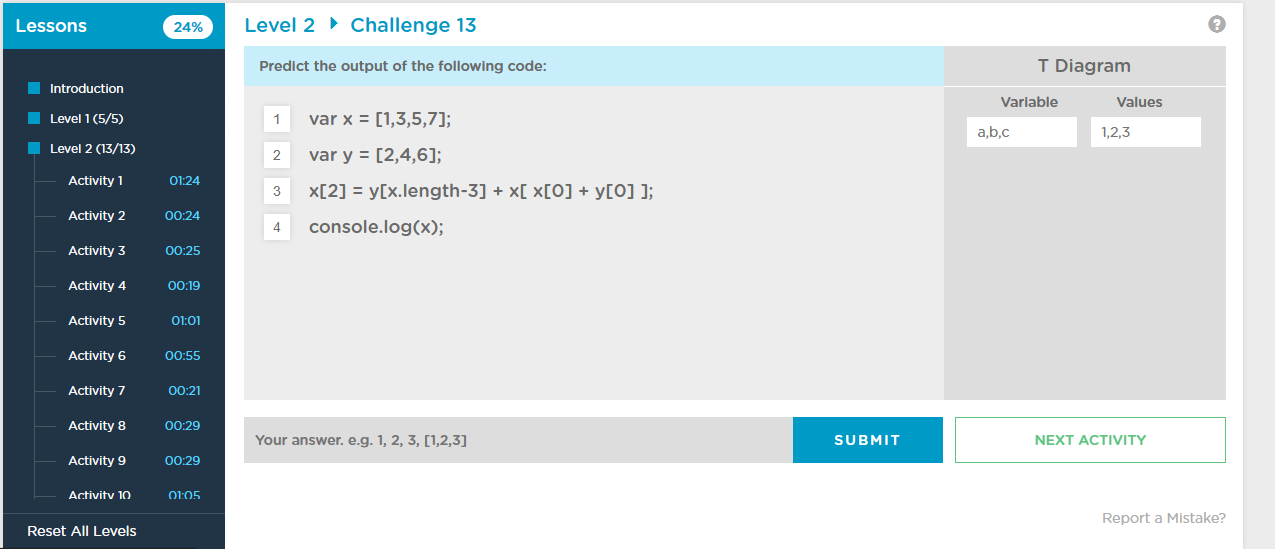 Lessons
24%
Introduction
Level 1 (5/5)
Level 2 (13/13)
Activity 1 01:24
Activity 2 00:24
Activity 3 00:25
Activity 4 00:19
Activity 5 01:01
Activity 6 00:55
Activity 7 00:21
Activity 8 00:29
Activity 9 00:29
Activity 10 01:05
Reset All Levels
Level 2 Challenge 13
?
Predict the output of the following code:
1 var x = [1,3,5,7];
2 var y = [2,4,6];
3 x[2] = y[x.length-3] + x[ x[0] + y[0] ];
4 console.log(x);
T Diagram
Variable Values
a,b,c 1,2,3
Your answer. e.g. 1, 2, 3, [1,2,3]
SUBMIT
NEXT ACTIVITY
Report a Mistake?